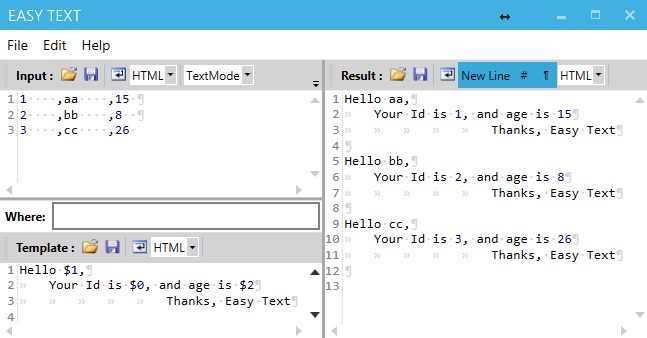 EASY TEXT
File Edit Help
Input : HTML TextMode
1 1····,aa····,15·¶
2 2····,bb····,8··¶
3 3····,cc····,26·
Where:
Template : HTML
1 Hello·$1,¶
2 » Your·Id·is·$0,·and·age·is·$2¶
3 » » » » » Thanks,·Easy·Text¶
4
Result : New Line # ¶ HTML
1 Hello·aa,¶
2 » Your·Id·is·1,·and·age·is·15¶
3 » » » » » Thanks,·Easy·Text¶
4 ¶
5 Hello·bb,¶
6 » Your·Id·is·2,·and·age·is·8¶
7 » » » » » Thanks,·Easy·Text¶
8 ¶
9 Hello·cc,¶
10 » Your·Id·is·3,·and·age·is·26¶
11 » » » » » Thanks,·Easy·Text¶
12 ¶
13